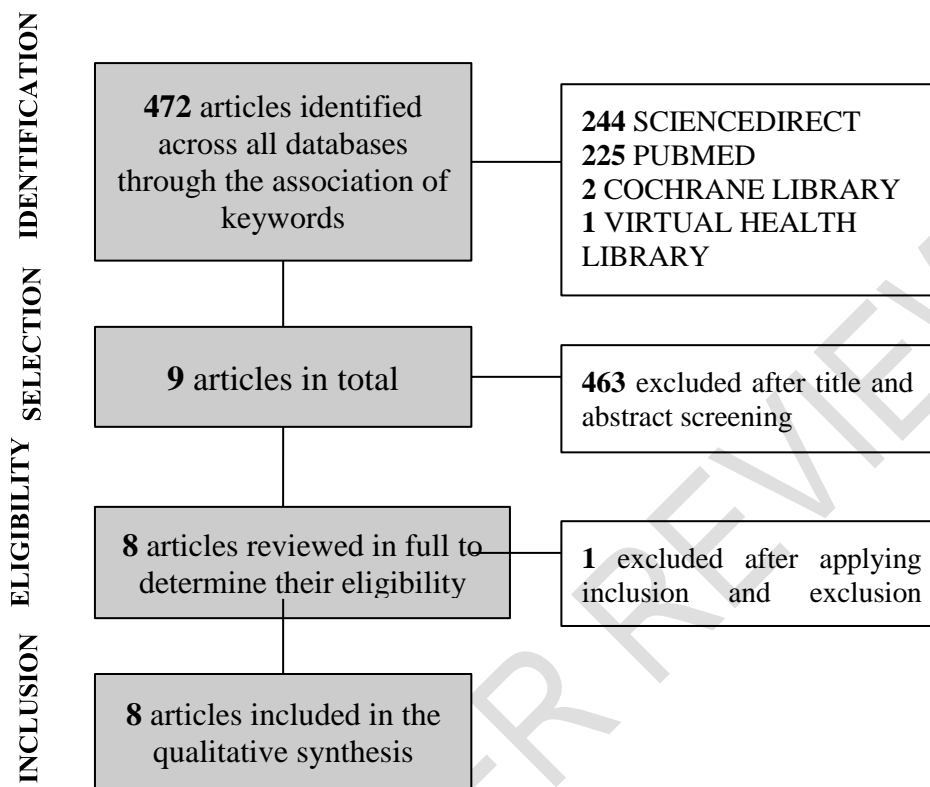 IDENTIFICATION
472 articles identified
across all databases
through the association of
keywords
244 SCIENCEDIRECT
225 PUBMED
2 COCHRANE LIBRARY
1 VIRTUAL HEALTH
LIBRARY
SELECTION
9 articles in total
463 excluded after title and
abstract screening
ELIGIBILITY
8 articles reviewed in full to
determine their eligibility
1 excluded after applying
inclusion and exclusion
INCLUSION
8 articles included in the
qualitative synthesis
ER REVIEW